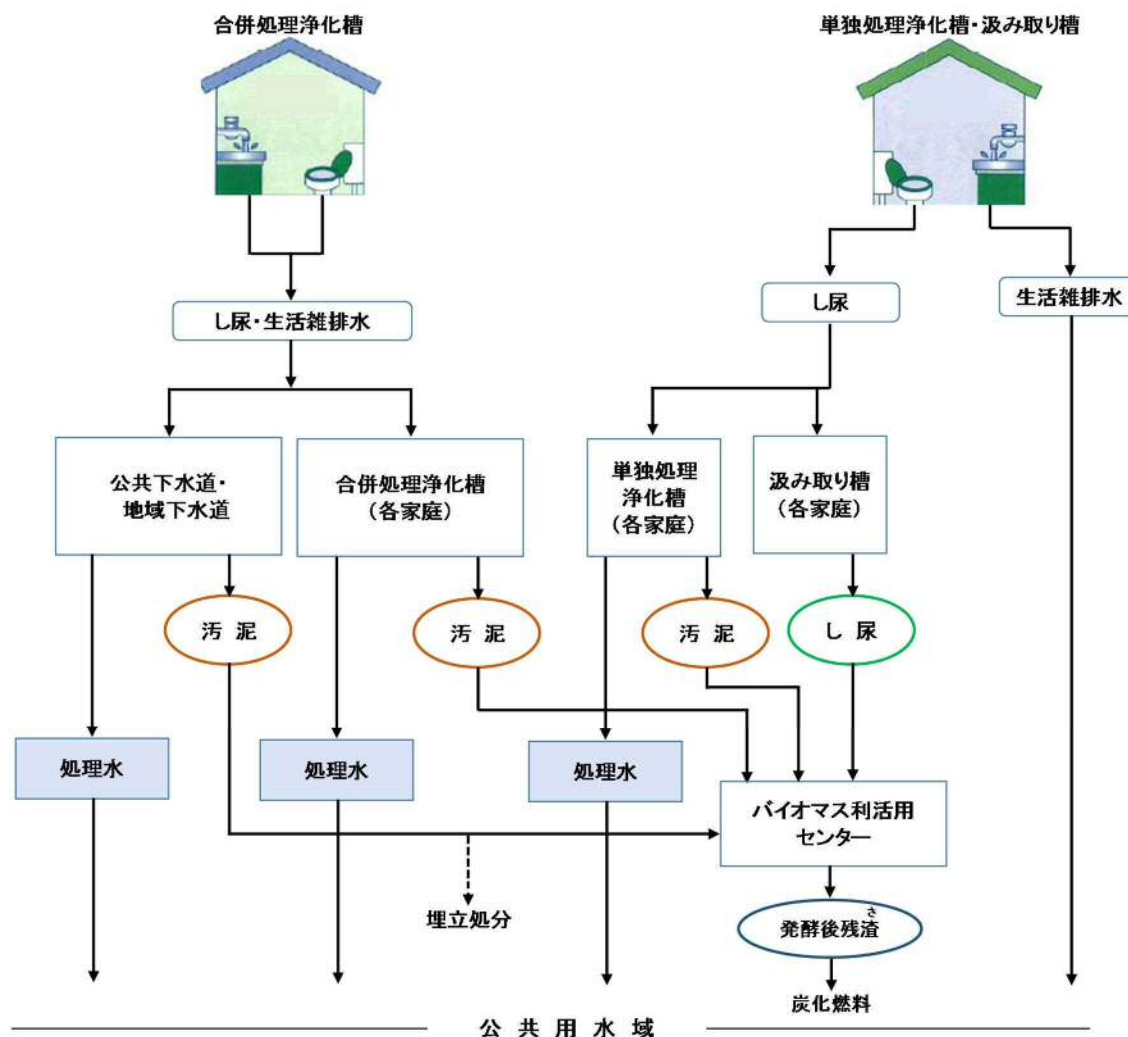 合併処理浄化槽
単独処理浄化槽・汲み取り槽
し尿・生活雑排水
し尿
生活雑排水
公共下水道・
地域下水道
合併処理浄化槽
(各家庭)
単独処理
浄化槽
(各家庭)
汲み取り槽
(各家庭)
汚泥
汚泥
汚泥
し尿
処理水
処理水
処理水
バイオマス利活用
センター
埋立処分
さ
発酵後残渣
炭化燃料
公共用水域